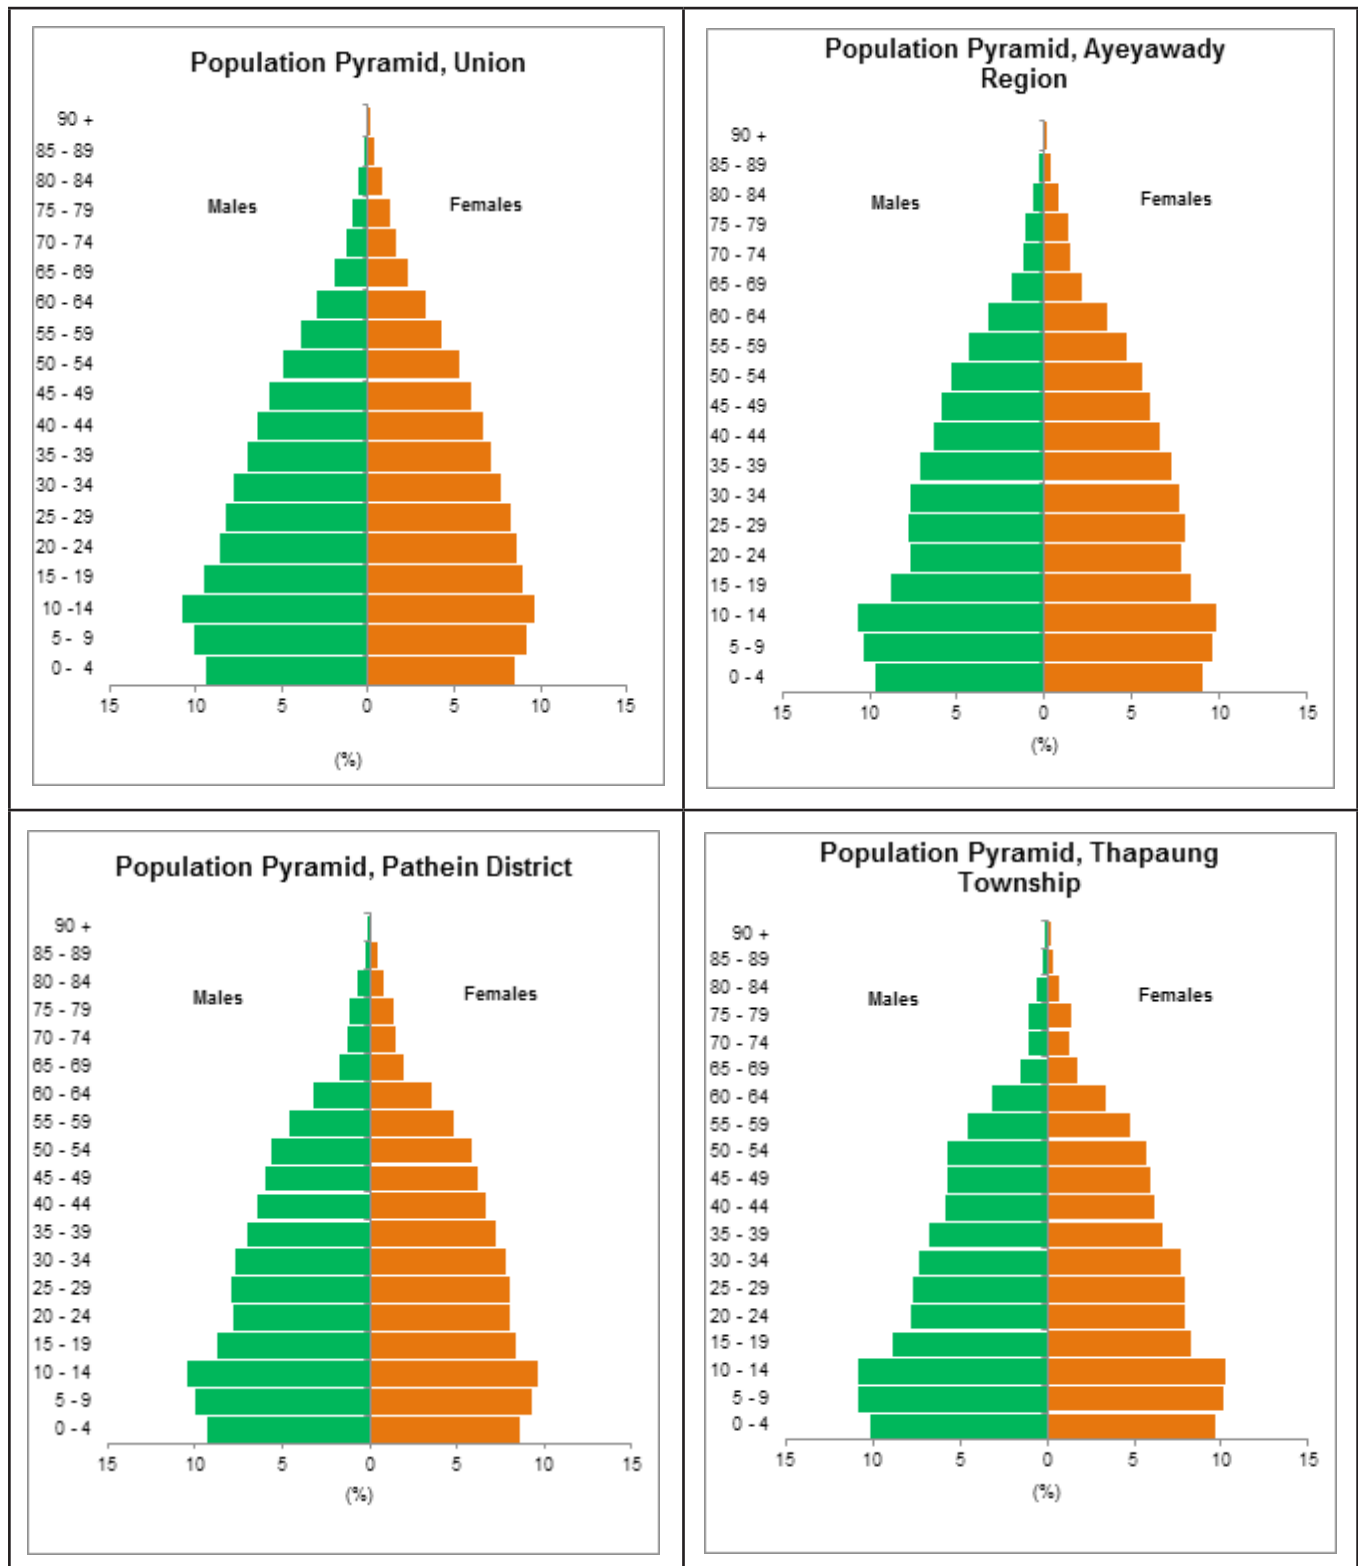 Population Pyramid, Union
90 +
85 - 89
80 - 84
75 - 79
70 - 74
65 - 69
60 - 64
55 - 59
50 - 54
45 - 49
40 - 44
35 - 39
30 - 34
25 - 29
20 - 24
15 - 19
10 -14
5 - 9
0 - 4
Males
Females
15 10 5 0 5 10 15
(%)
Population Pyramid, Ayeyawady
Region
90 +
85 - 89
80 - 84
75 - 79
70 - 74
65 - 69
60 - 64
55 - 59
50 - 54
45 - 49
40 - 44
35 - 39
30 - 34
25 - 29
20 - 24
15 - 19
10 - 14
5 - 9
0 - 4
Males
Females
15 10 5 0 5 10 15
(%)
Population Pyramid, Pathein District
90 +
85 - 89
80 - 84
75 - 79
70 - 74
65 - 69
60 - 64
55 - 59
50 - 54
45 - 49
40 - 44
35 - 39
30 - 34
25 - 29
20 - 24
15 - 19
10 - 14
5 - 9
0 - 4
Males
Females
15 10 5 0 5 10 15
(%)
Population Pyramid, Thapaung
Township
90 +
85 - 89
80 - 84
75 - 79
70 - 74
65 - 69
60 - 64
55 - 59
50 - 54
45 - 49
40 - 44
35 - 39
30 - 34
25 - 29
20 - 24
15 - 19
10 - 14
5 - 9
0 - 4
Males
Females
15 10 5 0 5 10 15
(%)